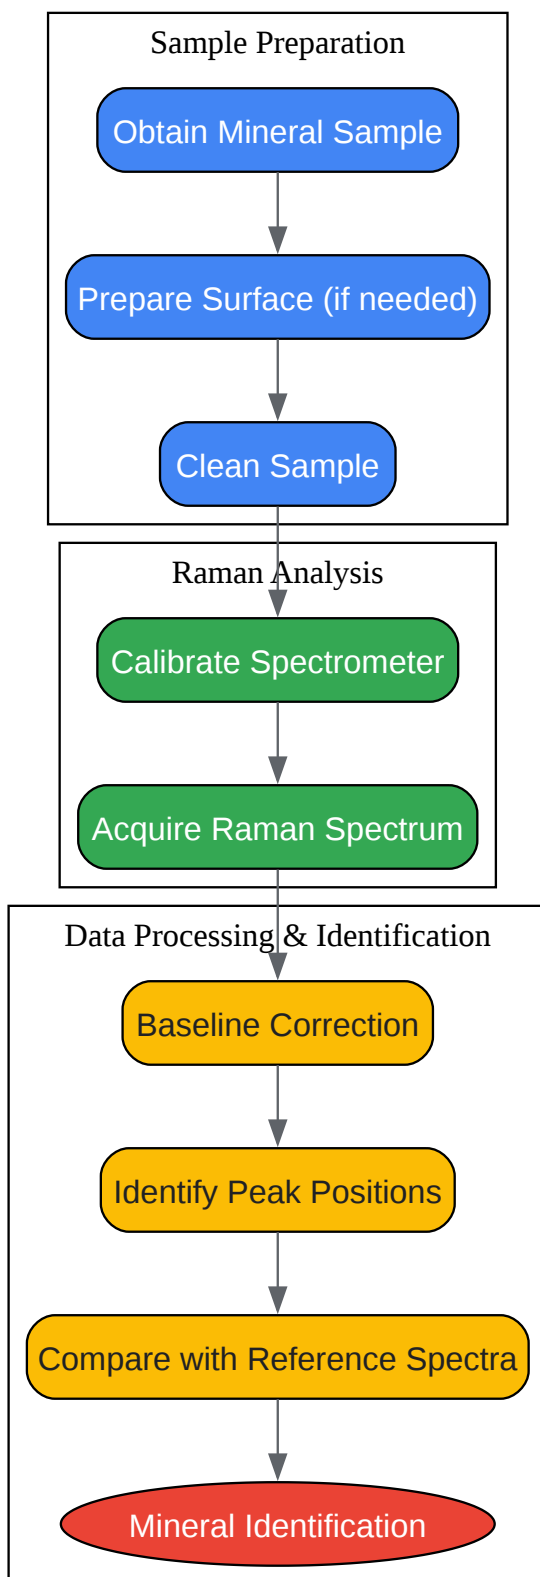 Sample Preparation
Obtain Mineral Sample
Prepare Surface (if needed)
Clean Sample
Raman Analysis
Calibrate Spectrometer
Acquire Raman Spectrum
Data Processing & Identification
Baseline Correction
Identify Peak Positions
Compare with Reference Spectra
Mineral Identification